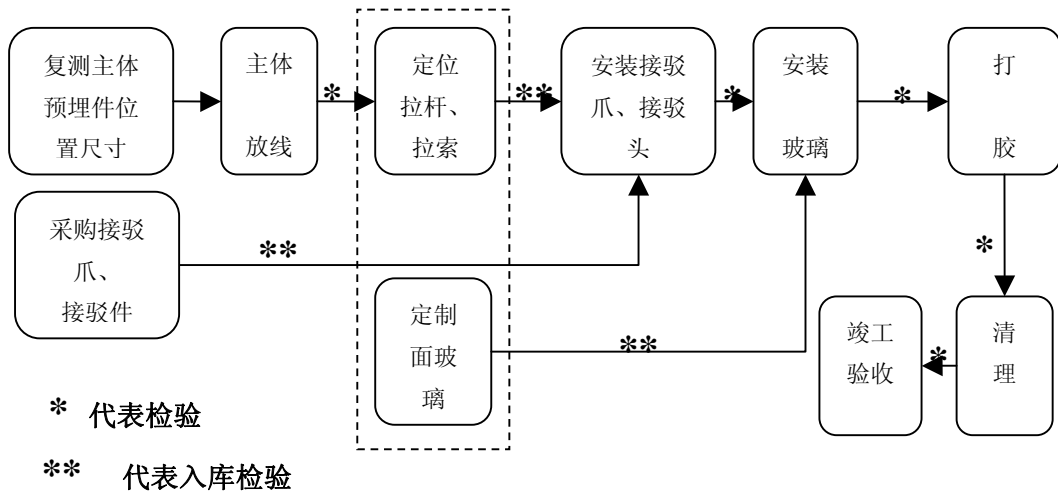 复测主体
预埋件位
置尺寸
主体
放线
*
定位
拉杆、
拉索
**
安装接驳
爪、接驳
头
*
安装
玻璃
*
打
胶
采购接驳
爪、
接驳件
**
定制
面玻
璃
**
*
清
理
*
竣工
验收
* 代表检验
** 代表入库检验